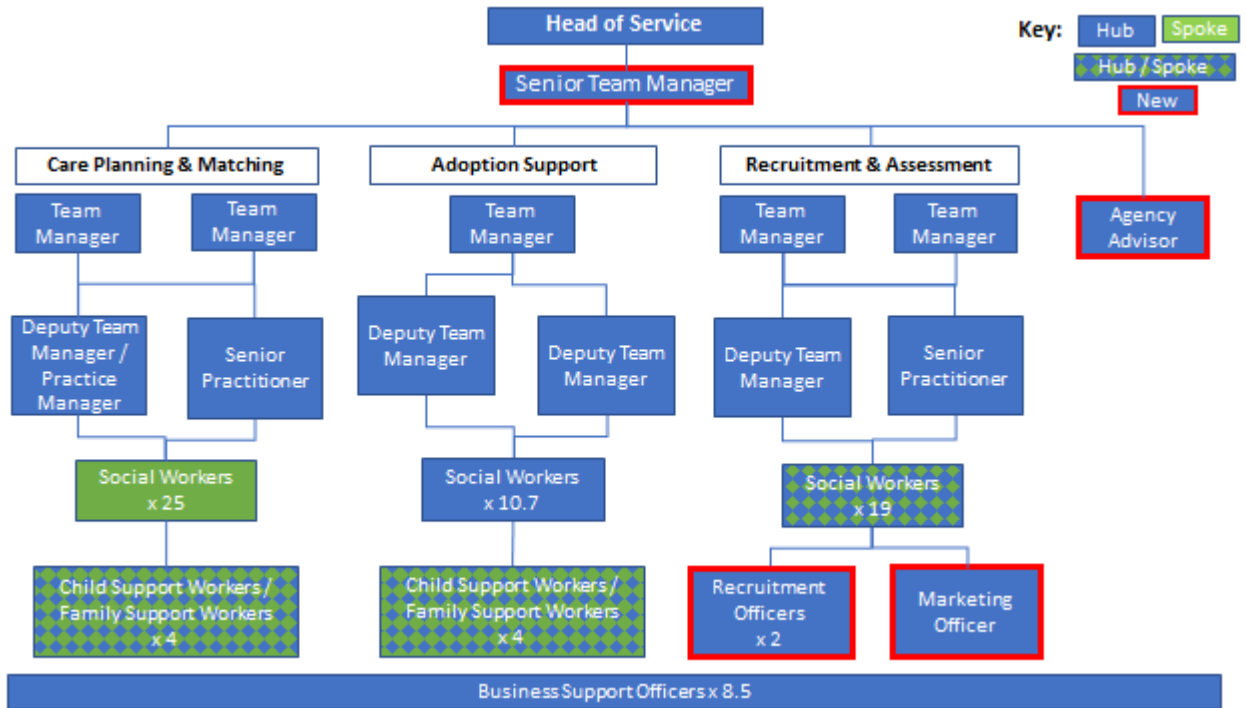 Head of Service
Key:
Hub
Spoke
Hub / Spoke
New
Senior Team Manager
Care Planning & Matching
Adoption Support
Recruitment & Assessment
Team
Manager
Team
Manager
Team
Manager
Team
Manager
Team
Manager
Agency
Advisor
Deputy Team
Manager /
Practice
Manager
Senior
Practitioner
Deputy Team
Manager
Deputy Team
Manager
Deputy Team
Manager
Senior
Practitioner
Social Workers
x 25
Social Workers
x 10.7
Social Workers
x 19
Child Support Workers /
Family Support Workers
x 4
Child Support Workers /
Family Support Workers
x 4
Recruitment
Officers
x 2
Marketing
Officer
Business Support Officers x 8.5